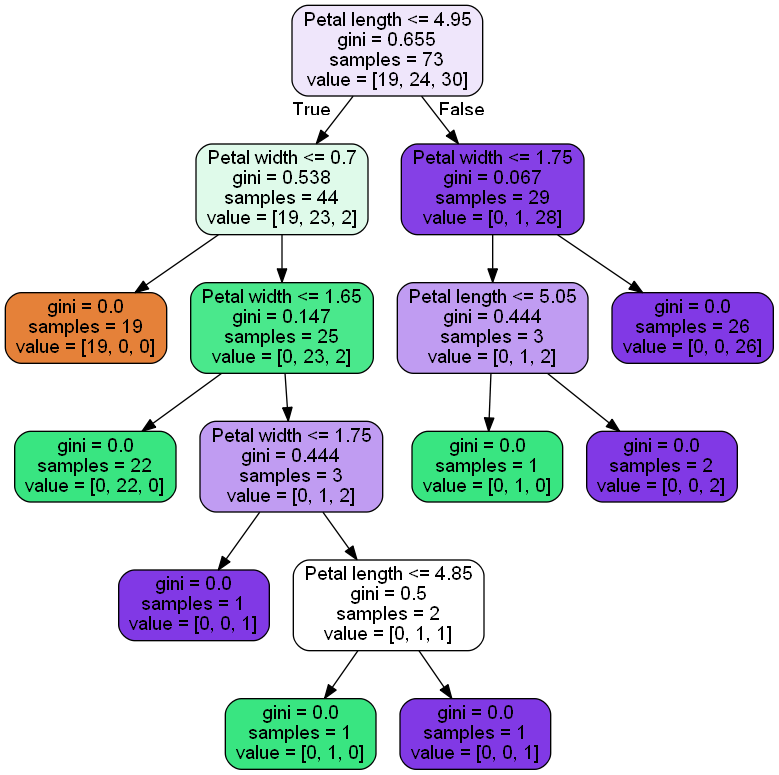 Petal length <= 4.95
gini = 0.655
samples = 73
value = [19, 24, 30]
True
False
Petal width <= 0.7
gini = 0.538
samples = 44
value = [19, 23, 2]
Petal width <= 1.75
gini = 0.067
samples = 29
value = [0, 1, 28]
gini = 0.0
samples = 19
value = [19, 0, 0]
Petal width <= 1.65
gini = 0.147
samples = 25
value = [0, 23, 2]
Petal length <= 5.05
gini = 0.444
samples = 3
value = [0, 1, 2]
gini = 0.0
samples = 26
value = [0, 0, 26]
gini = 0.0
samples = 22
value = [0, 22, 0]
Petal width <= 1.75
gini = 0.444
samples = 3
value = [0, 1, 2]
gini = 0.0
samples = 1
value = [0, 1, 0]
gini = 0.0
samples = 2
value = [0, 0, 2]
gini = 0.0
samples = 1
value = [0, 0, 1]
Petal length <= 4.85
gini = 0.5
samples = 2
value = [0, 1, 1]
gini = 0.0
samples = 1
value = [0, 1, 0]
gini = 0.0
samples = 1
value = [0, 0, 1]